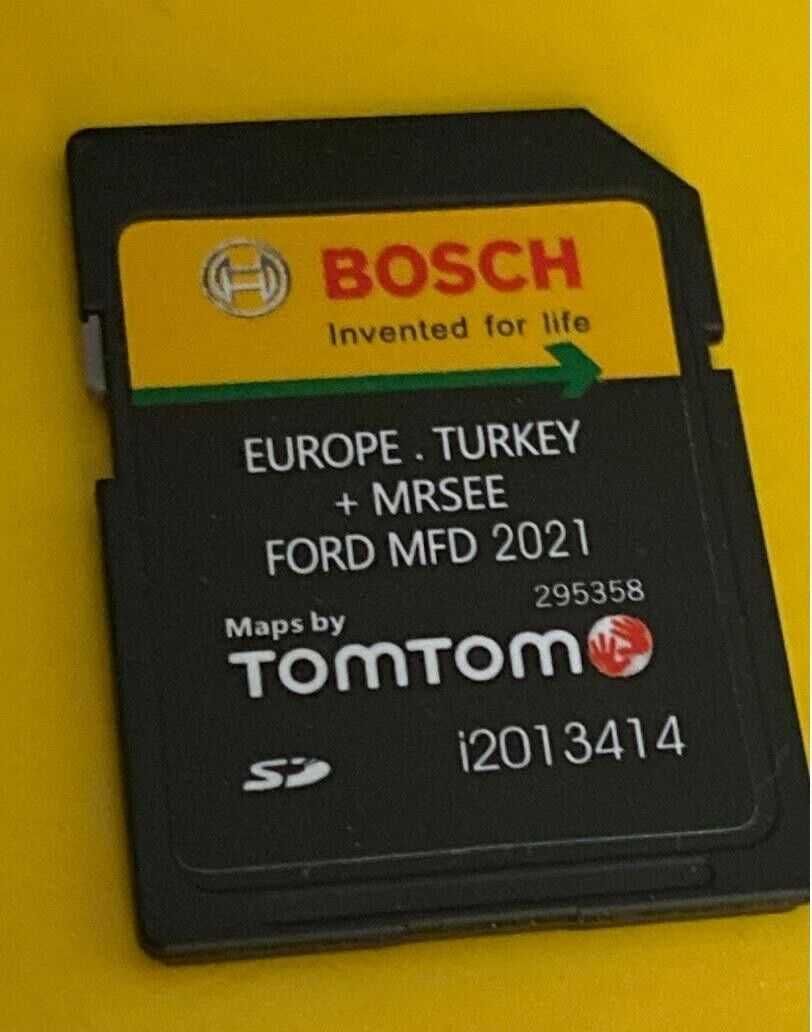 BOSCH
Invented for life
EUROPE . TURKEY
+ MRSEE
FORD MFD 2021
295358
Maps by
TOMTOM
SD
i2013414